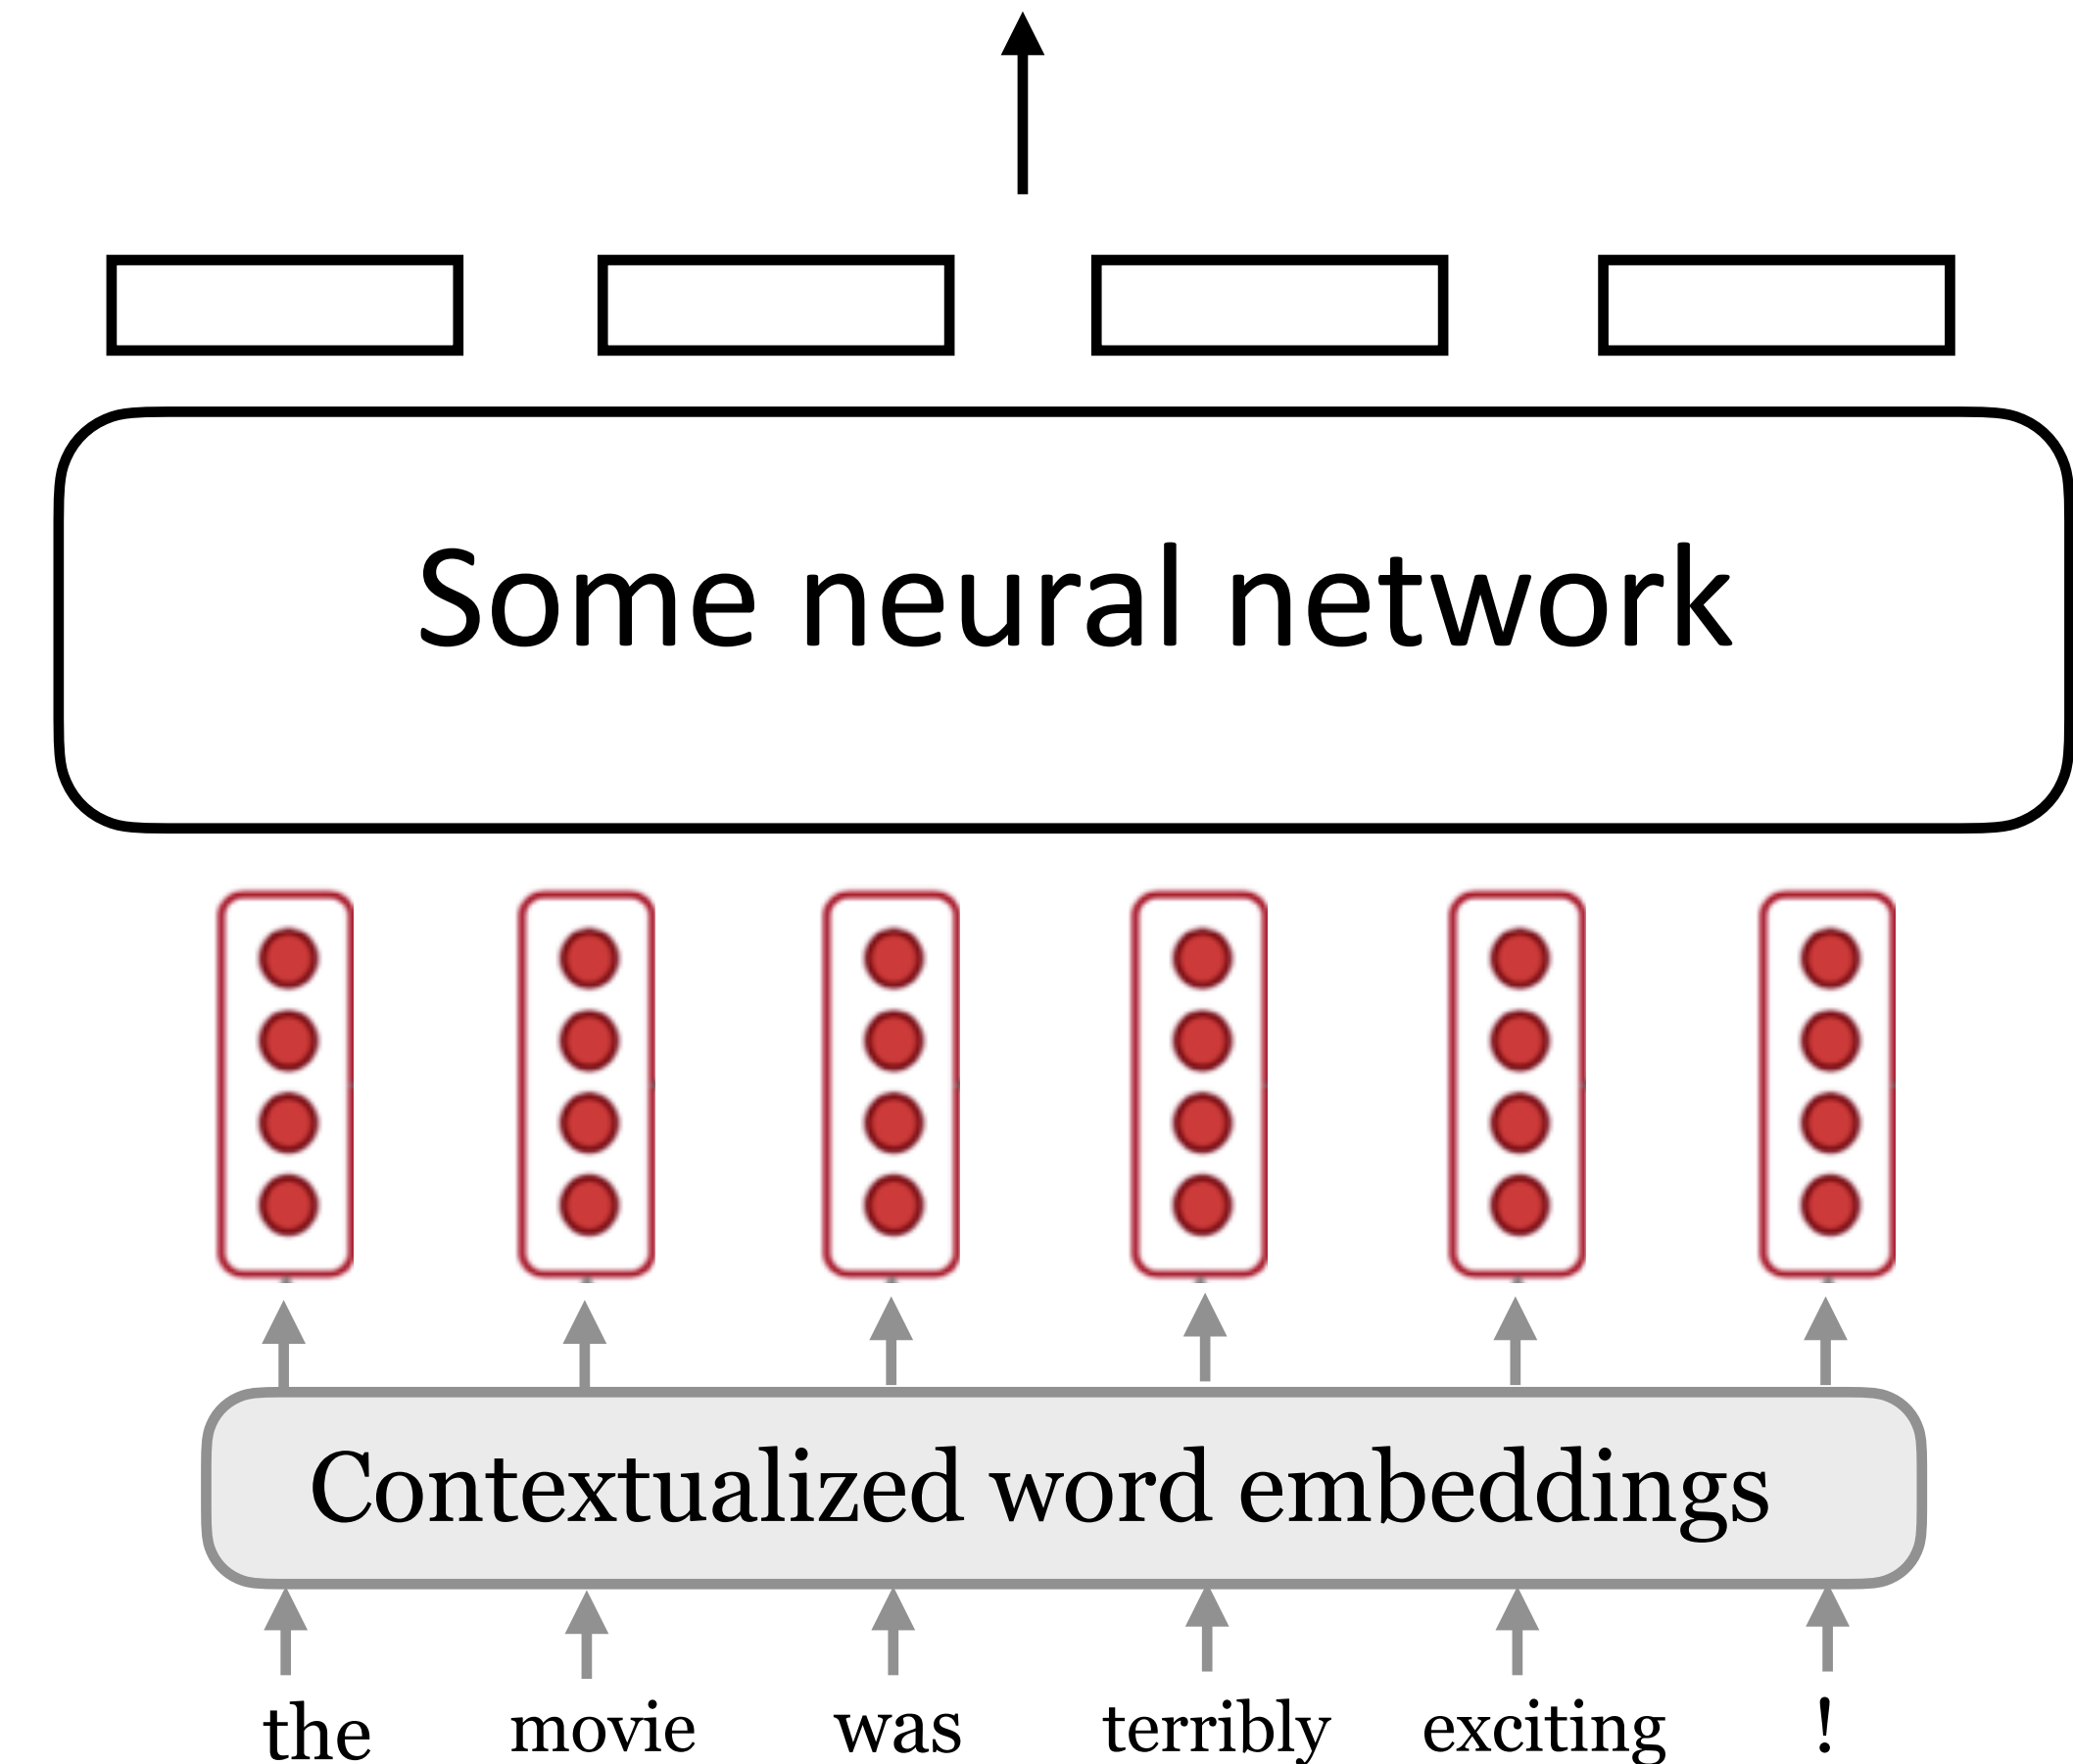 Some neural network
Contextualized word embeddings
the movie was terribly exciting !